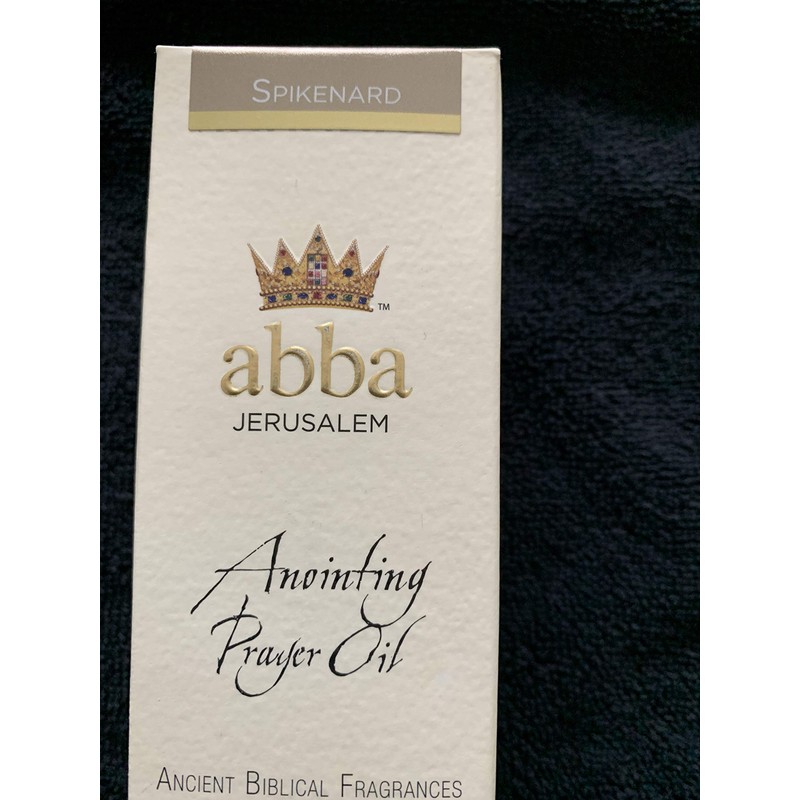 SPIKENARD
TM
abba
JERUSALEM
Anointing
Prayer Oil
ANCIENT BIBLICAL FRAGRANCES